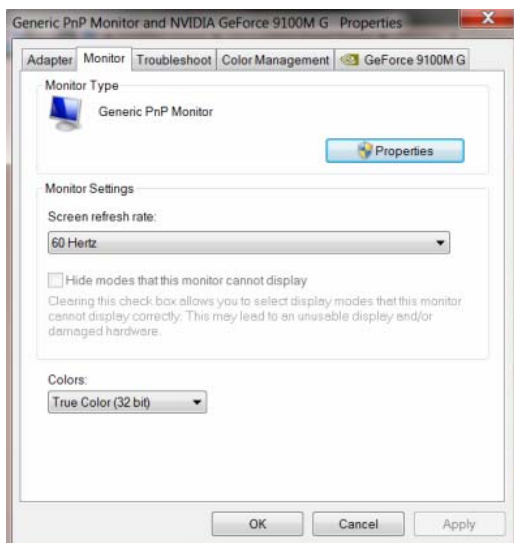 Generic PnP Monitor and NVIDIA GeForce 9100M G Properties
Adapter Monitor Troubleshoot Color Management GeForce 9100M G
Monitor Type
Generic PnP Monitor
Properties
Monitor Settings
Screen refresh rate:
60 Hertz
Hide modes that this monitor cannot display
Clearing this check box allows you to select display modes that this monitor
cannot display correctly. This may lead to an unusable display and/or
damaged hardware.
Colors:
True Color (32 bit)
OK Cancel Apply